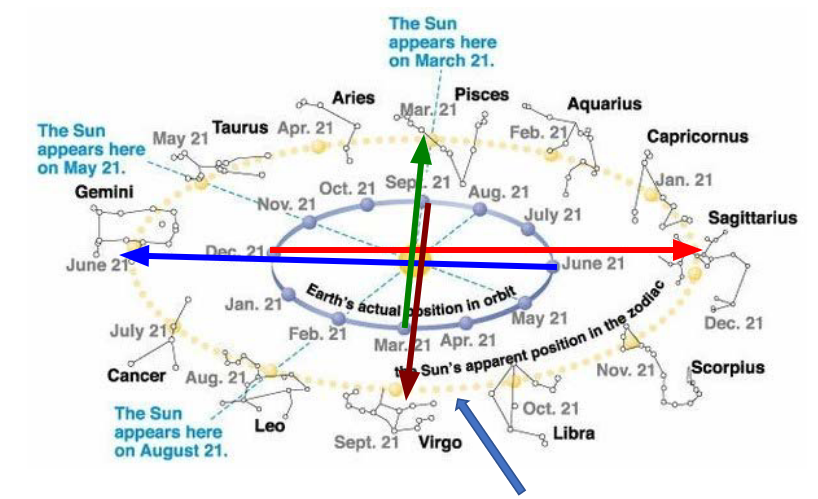 The Sun
appears here
on March 21.
Aries
Pisces
Mar. 21
Aquarius
The Sun
appears here
on May 21.
May 21
Taurus
Apr. 21
Feb. 21
Capricornus
Gemini
Nov. 21
Oct. 21
Sept. 21
Aug. 21
July 21
Jan. 21
Sagittarius
June 21
Dec. 21
June 21
Earth's actual position in orbit
Jan. 21
Feb. 21
Mar. 21
Apr. 21
May 21
the Sun's apparent position in the zodiac
Dec. 21
July 21
Cancer
Aug. 21
Nov. 21
Scorpius
The Sun
appears here
on August 21.
Leo
Sept. 21
Virgo
Oct. 21
Libra